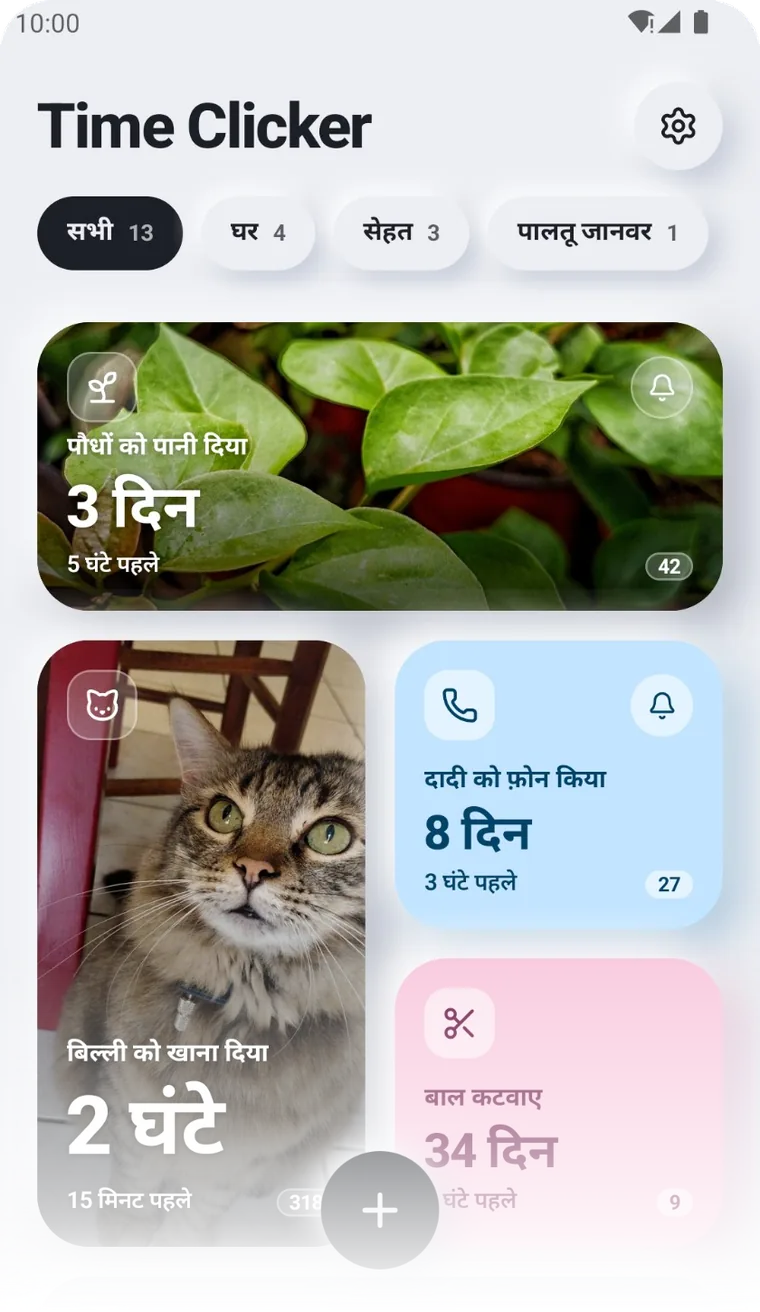 10:00
Time Clicker
सभी 13
घर 4
सेहत 3
पालतू जानवर 1
पौधों को पानी दिया
3 दिन
5 घंटे पहले
42
बिल्ली को खाना दिया
2 घंटे
15 मिनट पहले
318
दादी को फ़ोन किया
8 दिन
3 घंटे पहले
27
बाल कटवाए
34 दिन
घंटे पहले
9